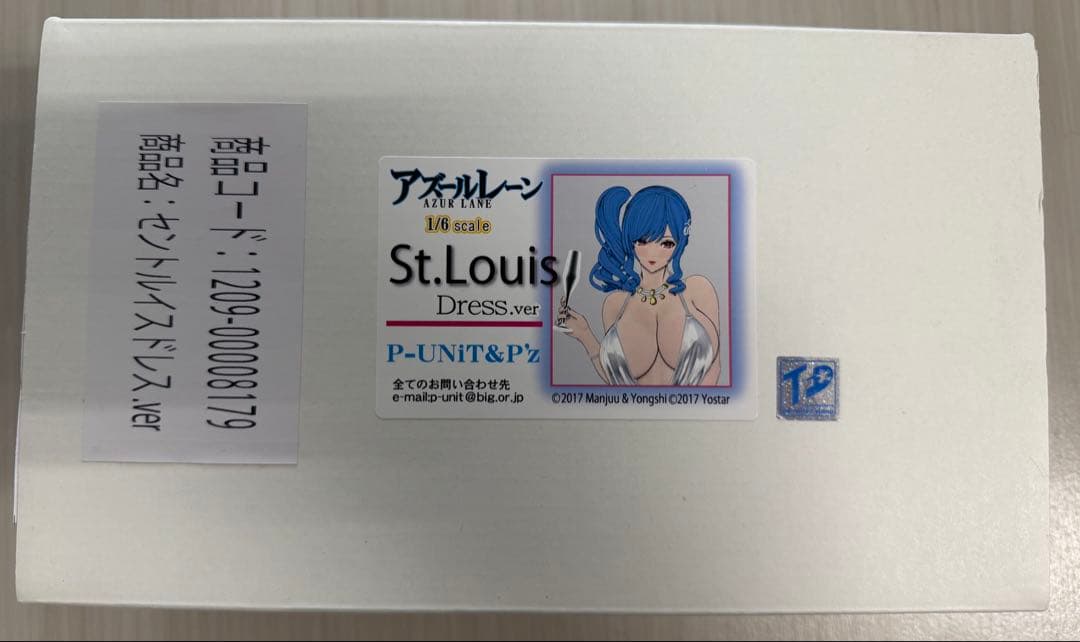 商品コード：1209-00008179
商品名：セントルイスドレス.ver
アズールレーン
AZUR LANE
1/6 scale
St.Louis
Dress.ver
P-UNiT&P'z
全てのお問い合わせ先
e-mail:p-unit@big.or.jp
©2017 Manjuu & Yongshi ©2017 Yostar